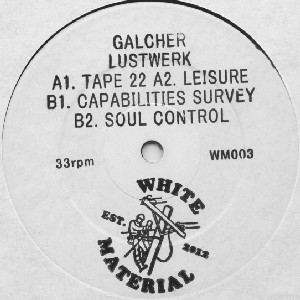 GALCHER
LUSTWERK
A1. TAPE 22 A2. LEISURE
B1. CAPABILITIES SURVEY
B2. SOUL CONTROL
33rpm WM003
WHITE
EST. 2012
MATERIAL